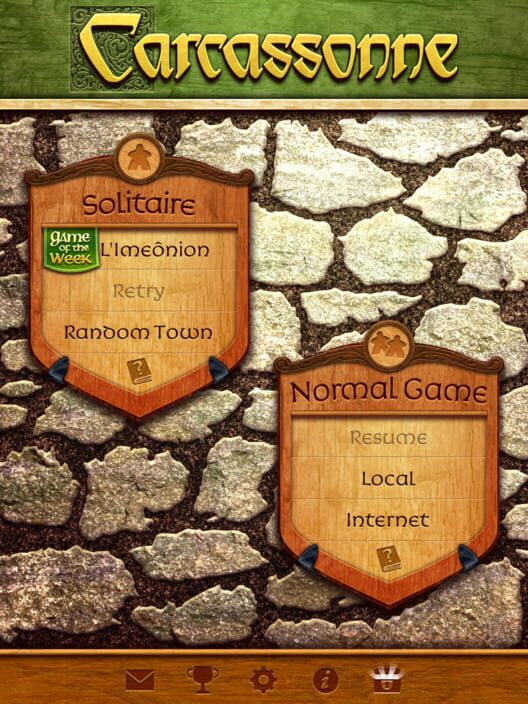 Carcassonne
Solitaire
Game
of the
Week
L'Imeônion
Retry
Random Town
?
Normal Game
Resume
Local
Internet
?
i